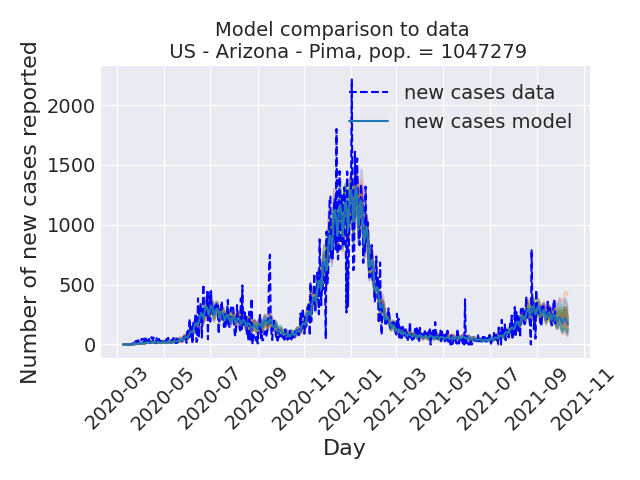 Model comparison to data
US - Arizona - Pima, pop. = 1047279
Number of new cases reported
2000
1500
1000
500
0
new cases data
new cases model
2020-03
2020-05
2020-07
2020-09
2020-11
2021-01
2021-03
2021-05
2021-07
2021-09
2021-11
Day